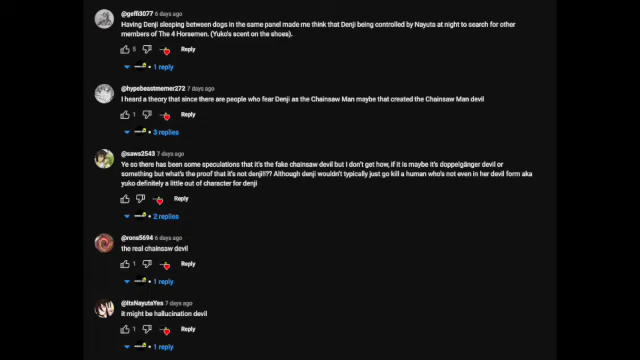 @geffi3077 6 days ago
Having Denji sleeping between dogs in the same panel made me think that Denji being controlled by Nayuta at night to search for other
members of The 4 Horsemen. (Yuko's scent on the shoes).
5 Reply
1 reply
@hypebeastmemer272 7 days ago
I heard a theory that since there are people who fear Denji as the Chainsaw Man maybe that created the Chainsaw Man devil
1 Reply
3 replies
@saws2543 7 days ago
Ye so there has been some speculations that it's the fake chainsaw devil but I don't get how, if it is maybe it's doppelgänger devil or
something but what's the proof that it's not denji!!?? Although denji wouldn't typically just go kill a human who's not even in her devil form aka
yuko definitely a little out of character for denji
Reply
2 replies
@rons5694 6 days ago
the real chainsaw devil
1 Reply
1 reply
@ItsNayutaYes 7 days ago
it might be hallucination devil
1 Reply
1 reply